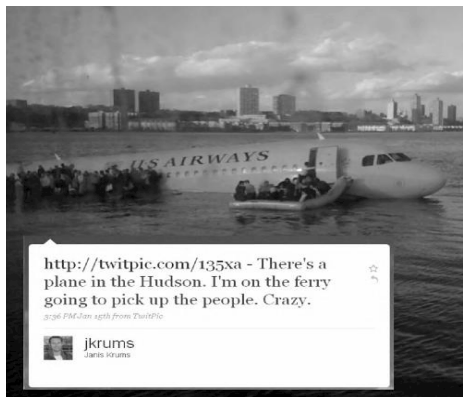 US AIRWAYS
http://twitpic.com/135xa - There's a
plane in the Hudson. I'm on the ferry
going to pick up the people. Crazy.
3:36 PM Jan 15th from TwitPic
jkrums
Janis Krums